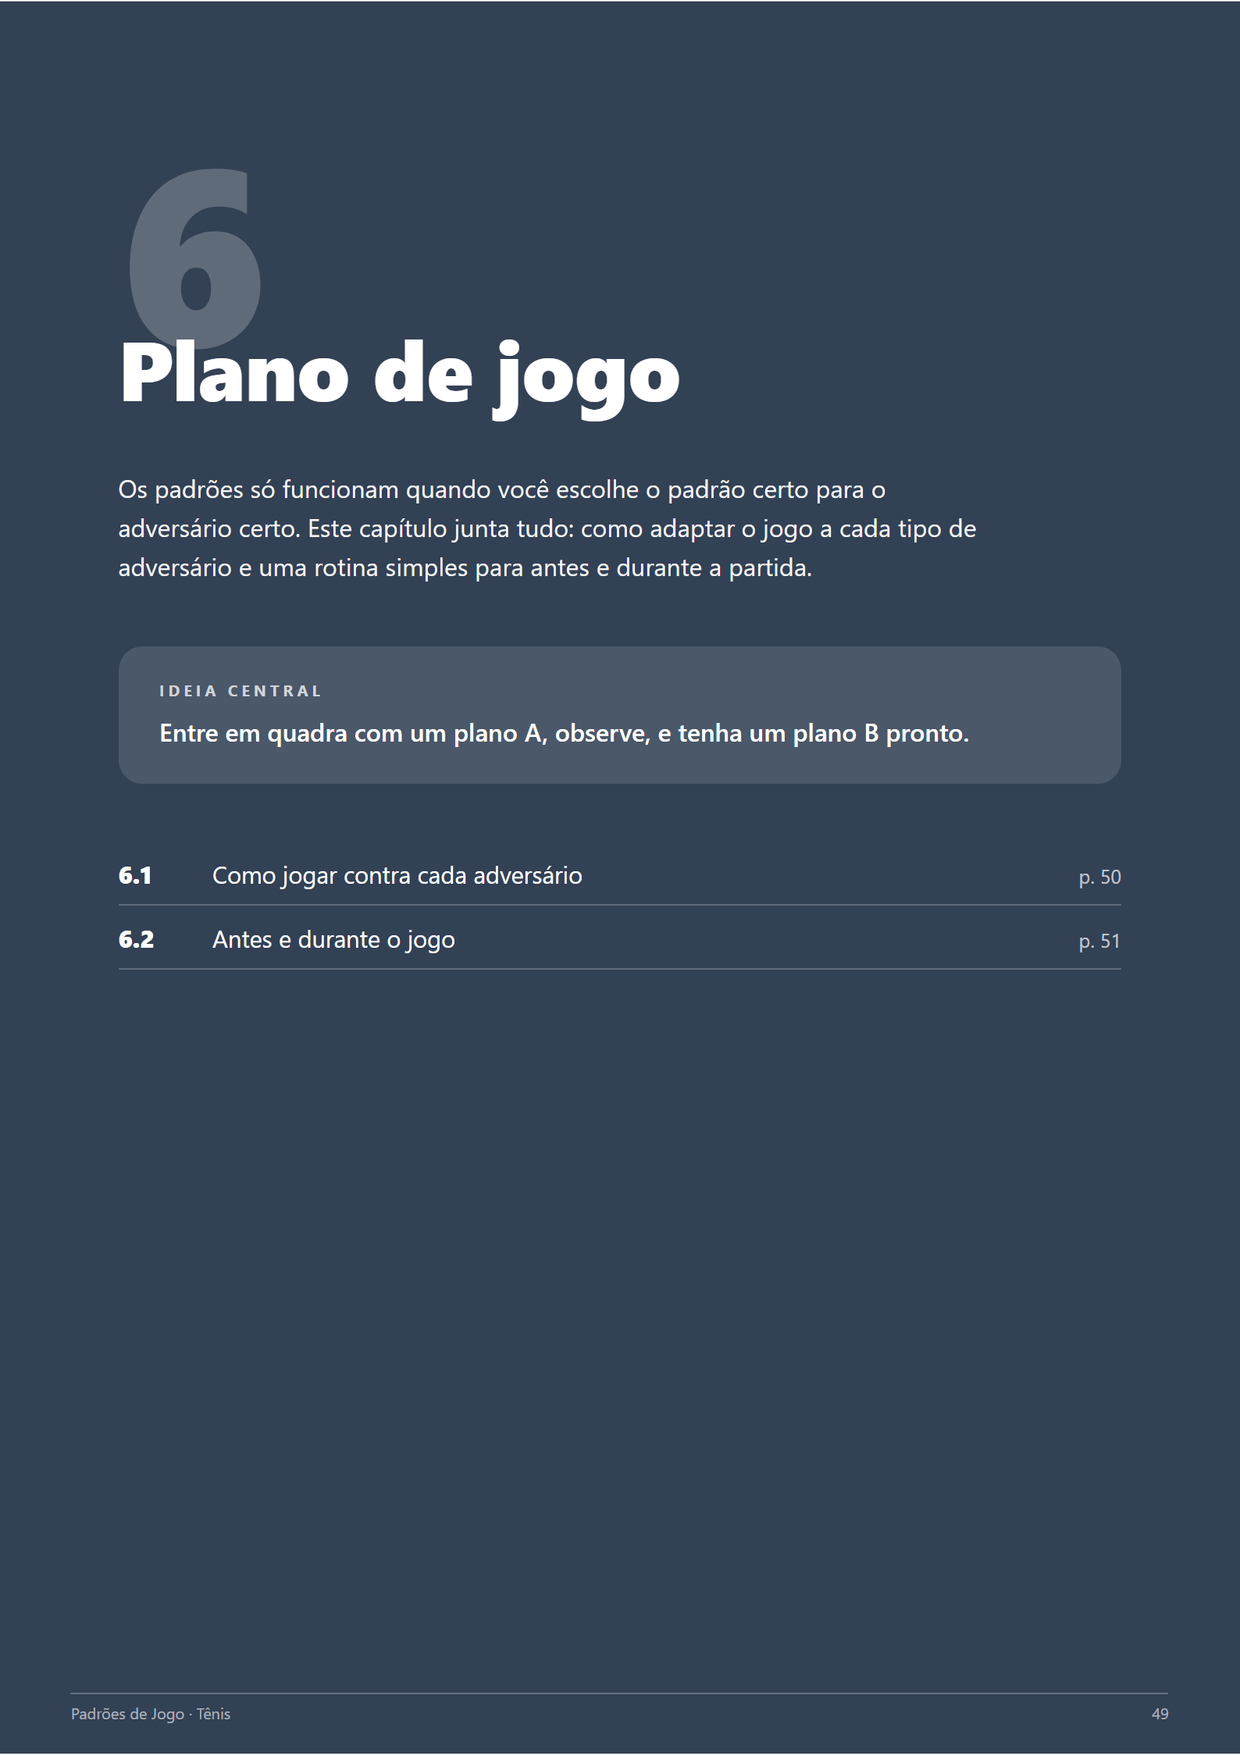 6
Plano de jogo
Os padrões só funcionam quando você escolhe o padrão certo para o
adversário certo. Este capítulo junta tudo: como adaptar o jogo a cada tipo de
adversário e uma rotina simples para antes e durante a partida.
IDEIA CENTRAL
Entre em quadra com um plano A, observe, e tenha um plano B pronto.
6.1 Como jogar contra cada adversário p. 50
6.2 Antes e durante o jogo p. 51
Padrões de Jogo · Tênis 49